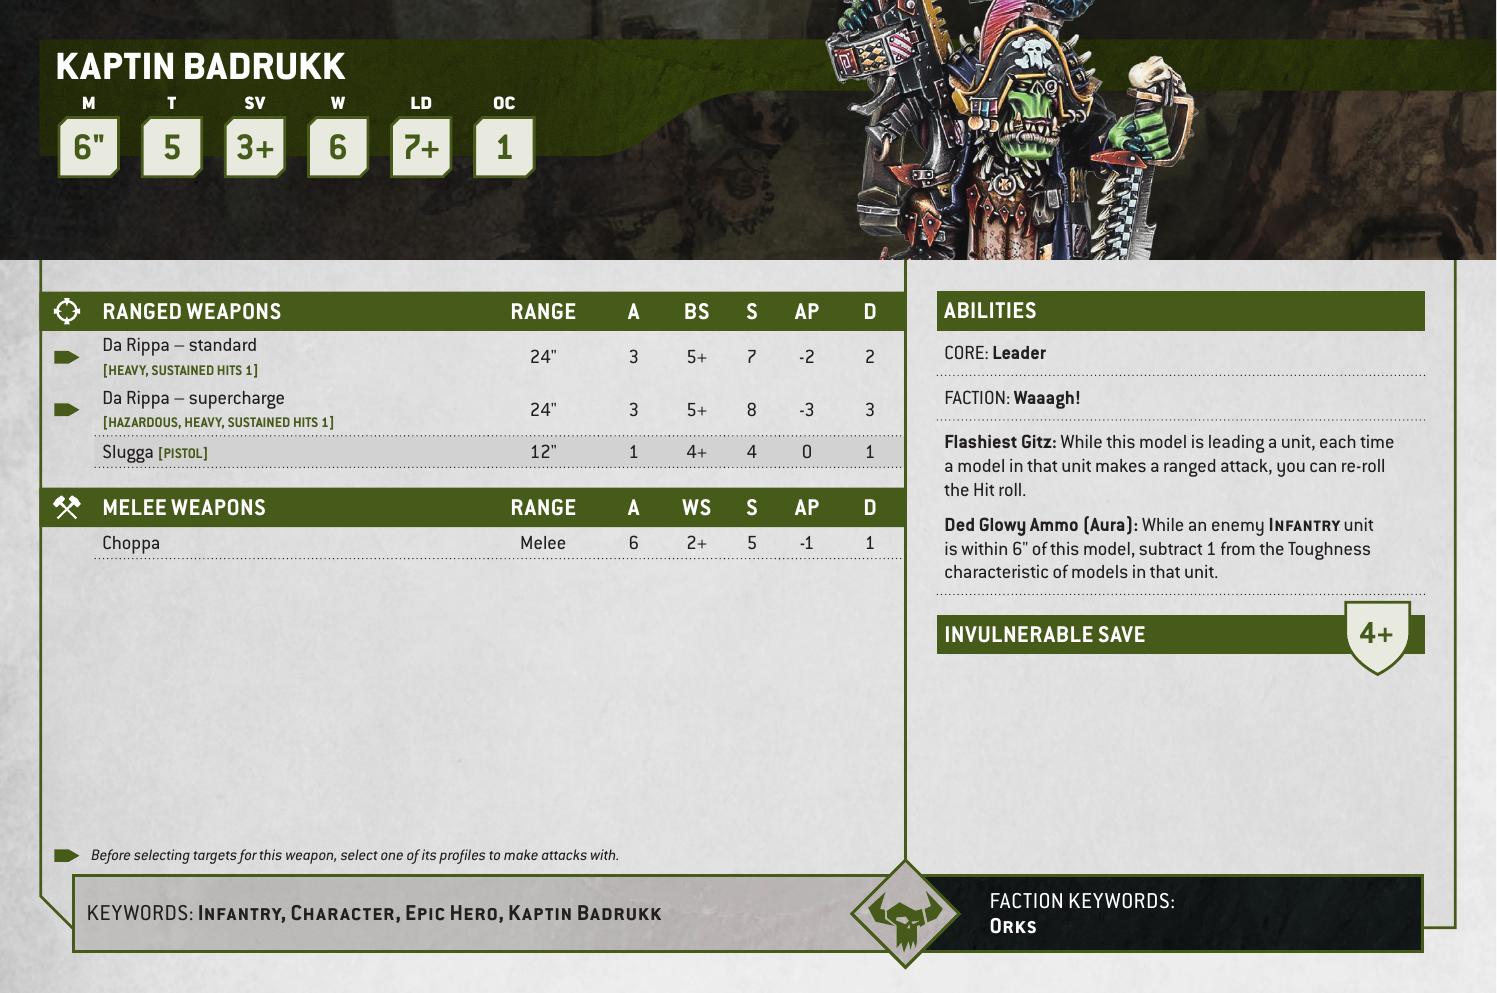 KAPTIN BADRUKK
M T SV W LD OC
6" 5 3+ 6 7+ 1
RANGED WEAPONS RANGE A BS S AP D
Da Rippa – standard
[HEAVY, SUSTAINED HITS 1] 24" 3 5+ 7 -2 2
Da Rippa – supercharge
[HAZARDOUS, HEAVY, SUSTAINED HITS 1] 24" 3 5+ 8 -3 3
Slugga [PISTOL] 12" 1 4+ 4 0 1
MELEE WEAPONS RANGE A WS S AP D
Choppa Melee 6 2+ 5 -1 1
Before selecting targets for this weapon, select one of its profiles to make attacks with.
ABILITIES
CORE: Leader
FACTION: Waaagh!
Flashiest Gitz: While this model is leading a unit, each time
a model in that unit makes a ranged attack, you can re-roll
the Hit roll.
Ded Glowy Ammo (Aura): While an enemy INFANTRY unit
is within 6" of this model, subtract 1 from the Toughness
characteristic of models in that unit.
INVULNERABLE SAVE 4+
KEYWORDS: INFANTRY, CHARACTER, EPIC HERO, KAPTIN BADRUKK
FACTION KEYWORDS:
ORKS